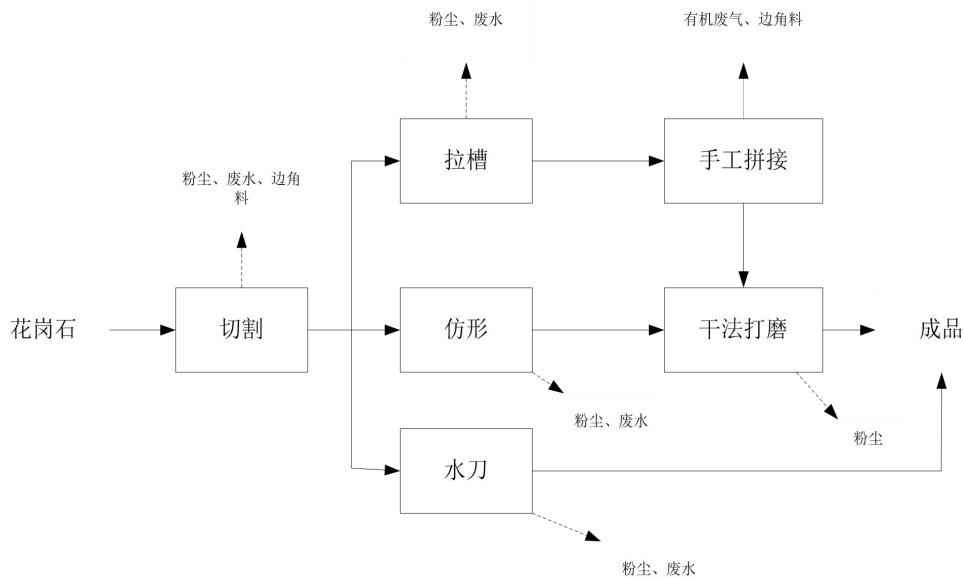 粉尘、废水
有机废气、边角料
拉槽
手工拼接
粉尘、废水、边角
料
花岗石
切割
仿形
干法打磨
成品
粉尘、废水
粉尘
水刀
粉尘、废水